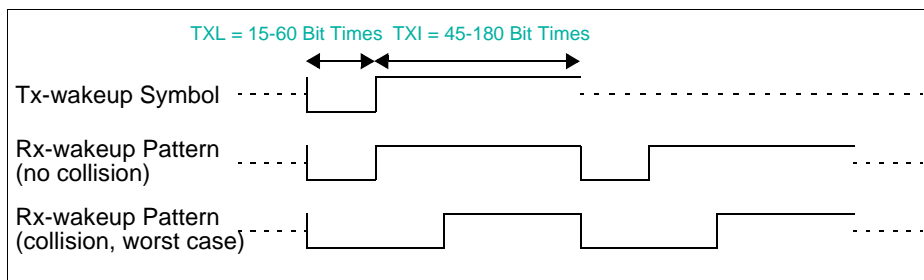 TXL = 15-60 Bit Times TXI = 45-180 Bit Times
Tx-wakeup Symbol
Rx-wakeup Pattern
(no collision)
Rx-wakeup Pattern
(collision, worst case)